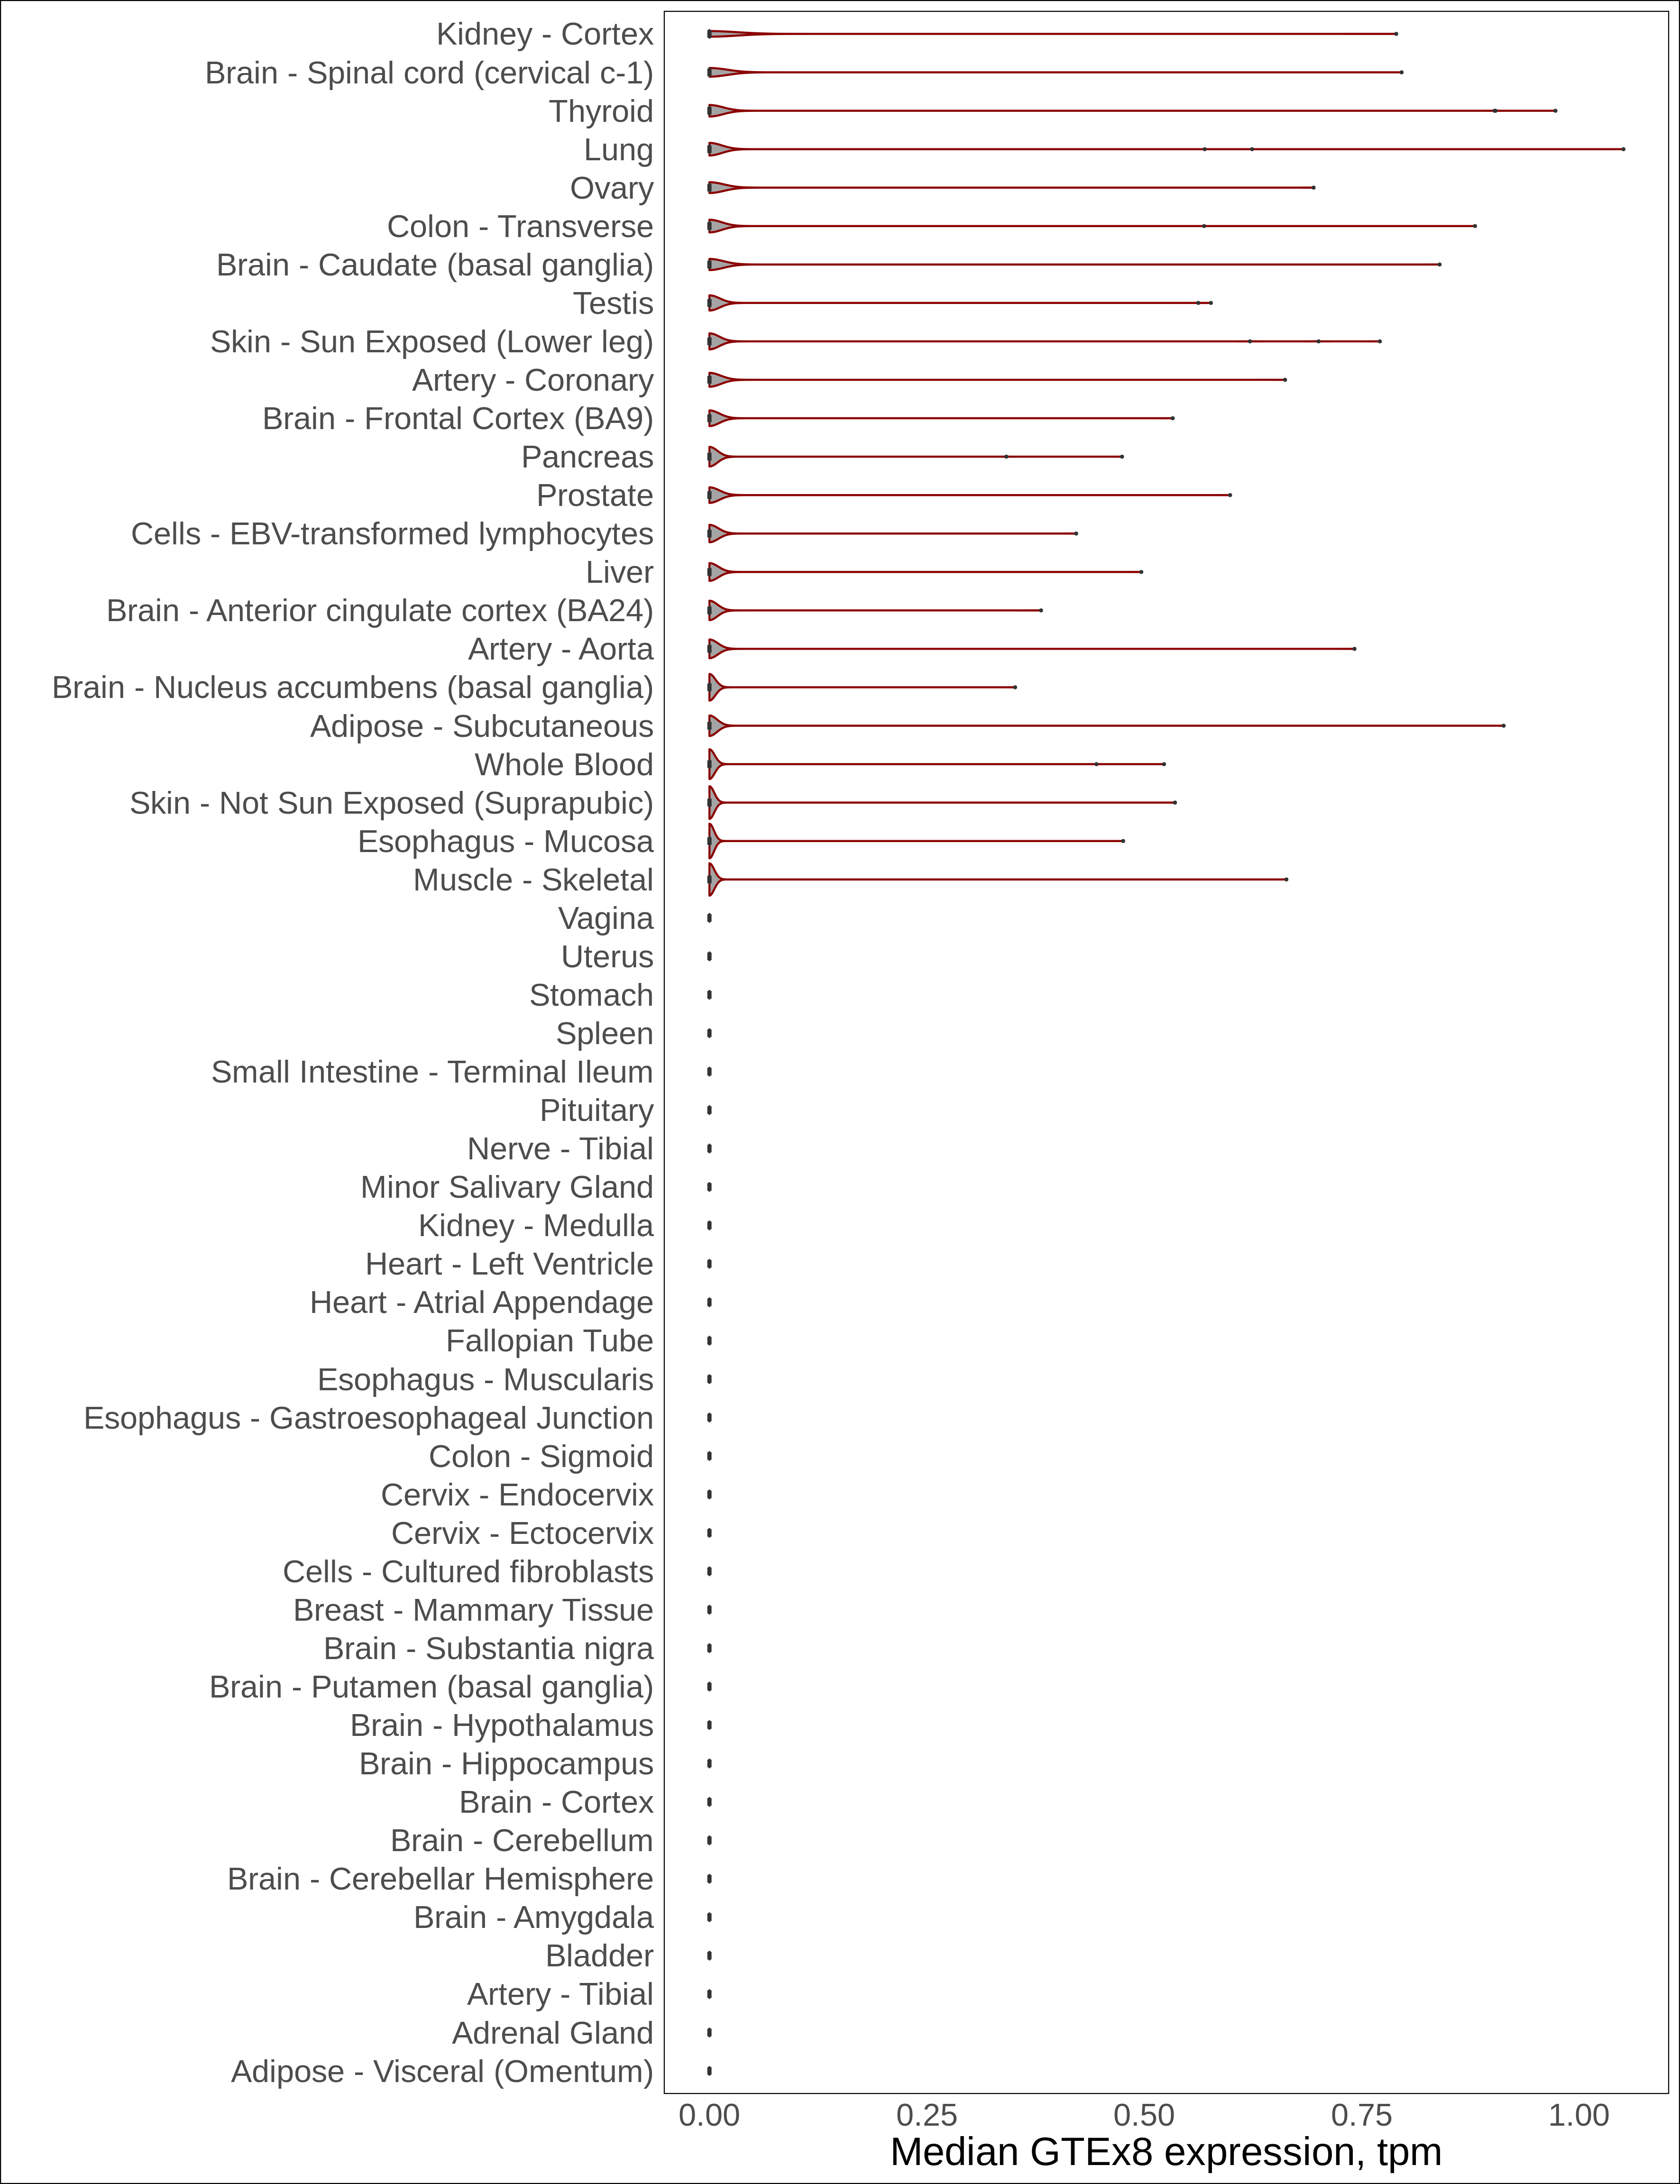 Kidney - Cortex
Brain - Spinal cord (cervical c-1)
Thyroid
Lung
Ovary
Colon - Transverse
Brain - Caudate (basal ganglia)
Testis
Skin - Sun Exposed (Lower leg)
Artery - Coronary
Brain - Frontal Cortex (BA9)
Pancreas
Prostate
Cells - EBV-transformed lymphocytes
Liver
Brain - Anterior cingulate cortex (BA24)
Artery - Aorta
Brain - Nucleus accumbens (basal ganglia)
Adipose - Subcutaneous
Whole Blood
Skin - Not Sun Exposed (Suprapubic)
Esophagus - Mucosa
Muscle - Skeletal
Vagina
Uterus
Stomach
Spleen
Small Intestine - Terminal Ileum
Pituitary
Nerve - Tibial
Minor Salivary Gland
Kidney - Medulla
Heart - Left Ventricle
Heart - Atrial Appendage
Fallopian Tube
Esophagus - Muscularis
Esophagus - Gastroesophageal Junction
Colon - Sigmoid
Cervix - Endocervix
Cervix - Ectocervix
Cells - Cultured fibroblasts
Breast - Mammary Tissue
Brain - Substantia nigra
Brain - Putamen (basal ganglia)
Brain - Hypothalamus
Brain - Hippocampus
Brain - Cortex
Brain - Cerebellum
Brain - Cerebellar Hemisphere
Brain - Amygdala
Bladder
Artery - Tibial
Adrenal Gland
Adipose - Visceral (Omentum)
0.00 0.25 0.50 0.75 1.00
Median GTEx8 expression, tpm